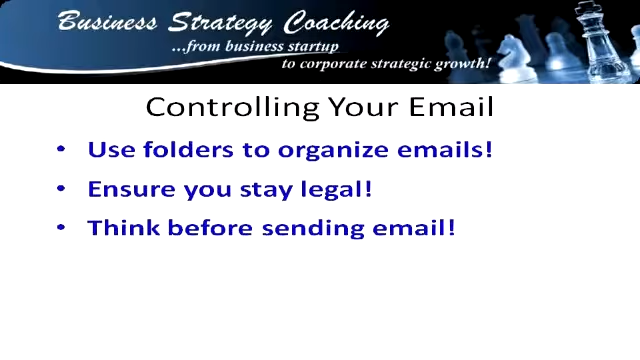 Business Strategy Coaching
...from business startup
to corporate strategic growth!
Controlling Your Email
• Use folders to organize emails!
• Ensure you stay legal!
• Think before sending email!